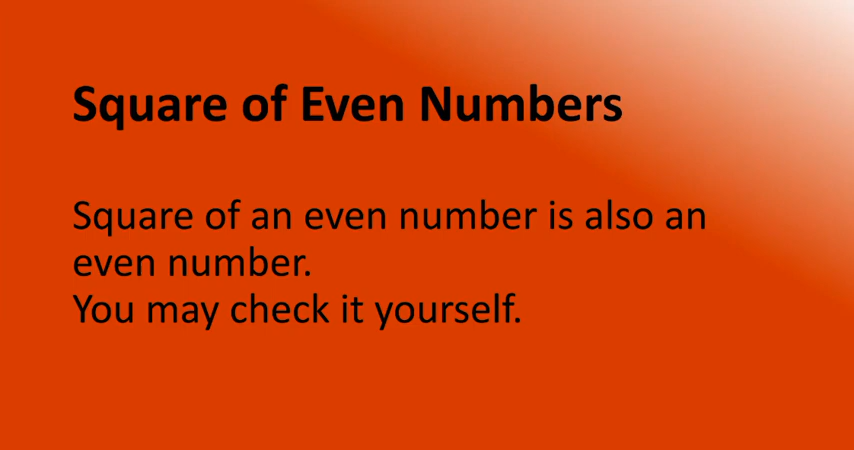 Square of Even Numbers
Square of an even number is also an
even number.
You may check it yourself.